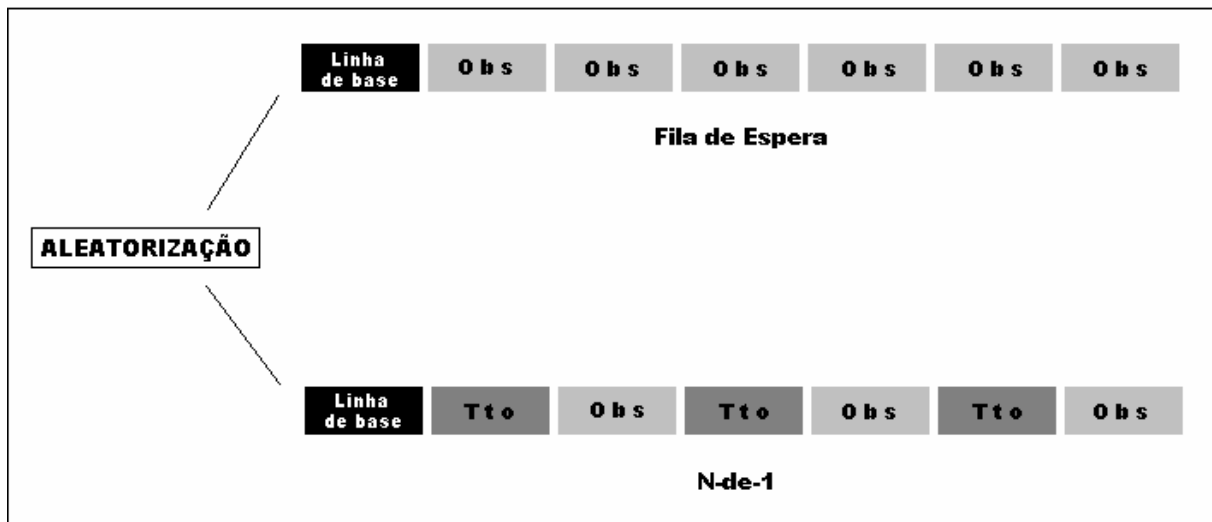 Linha
de base
Obs
Obs
Obs
Obs
Obs
Obs
Fila de Espera
ALEATORIZAÇÃO
Linha
de base
Tto
Obs
Tto
Obs
Tto
Obs
N-de-1